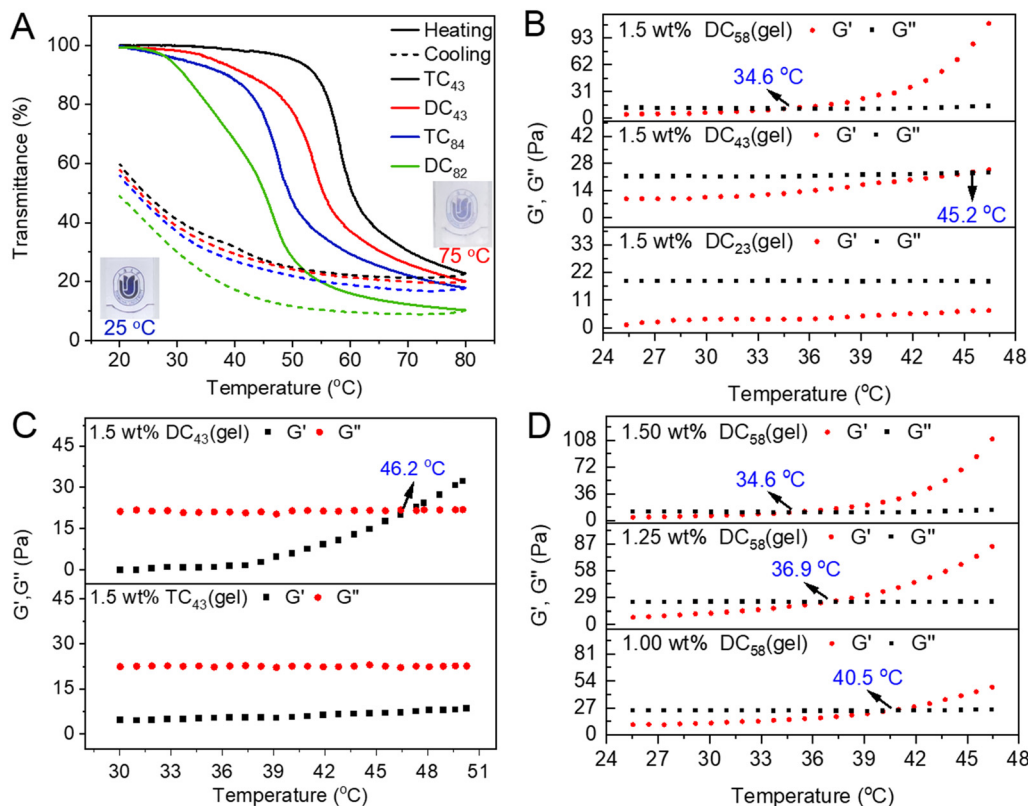 A
Transmittance (%)
100
80
60
40
20
0
Heating
Cooling
TC43
DC43
TC84
DC82
75 °C
25 °C
20 30 40 50 60 70 80
Temperature (°C)
B
G', G" (Pa)
1.5 wt% DC58(gel) G' G"
93
62
31
0
34.6 °C
1.5 wt% DC43(gel) G' G"
42
28
14
0
45.2 °C
1.5 wt% DC23(gel) G' G"
33
22
11
0
24 27 30 33 36 39 42 45 48
Temperature (°C)
C
G', G" (Pa)
1.5 wt% DC43(gel) G' G"
45
30
15
0
46.2 °C
1.5 wt% TC43(gel) G' G"
45
30
15
0
30 33 36 39 42 45 48 51
Temperature (°C)
D
G', G" (Pa)
1.50 wt% DC58(gel) G' G"
108
72
36
0
34.6 °C
1.25 wt% DC58(gel) G' G"
87
58
29
0
36.9 °C
1.00 wt% DC58(gel) G' G"
81
54
27
0
40.5 °C
24 27 30 33 36 39 42 45 48
Temperature (°C)